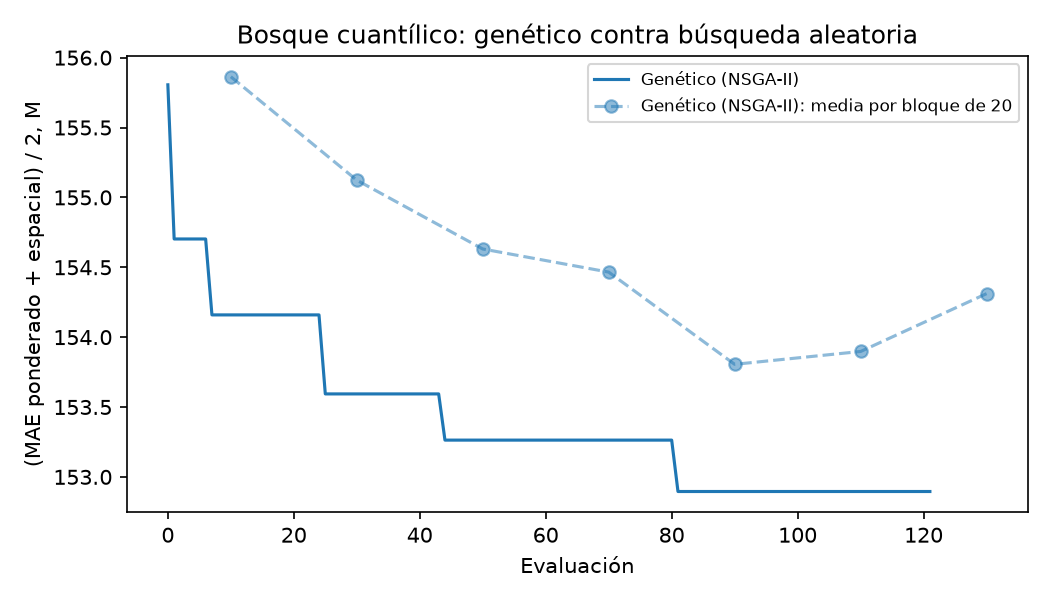 Bosque cuantílico: genético contra búsqueda aleatoria
Genético (NSGA-II)
Genético (NSGA-II): media por bloque de 20
(MAE ponderado + espacial) / 2, M
156.0
155.5
155.0
154.5
154.0
153.5
153.0
0 20 40 60 80 100 120
Evaluación